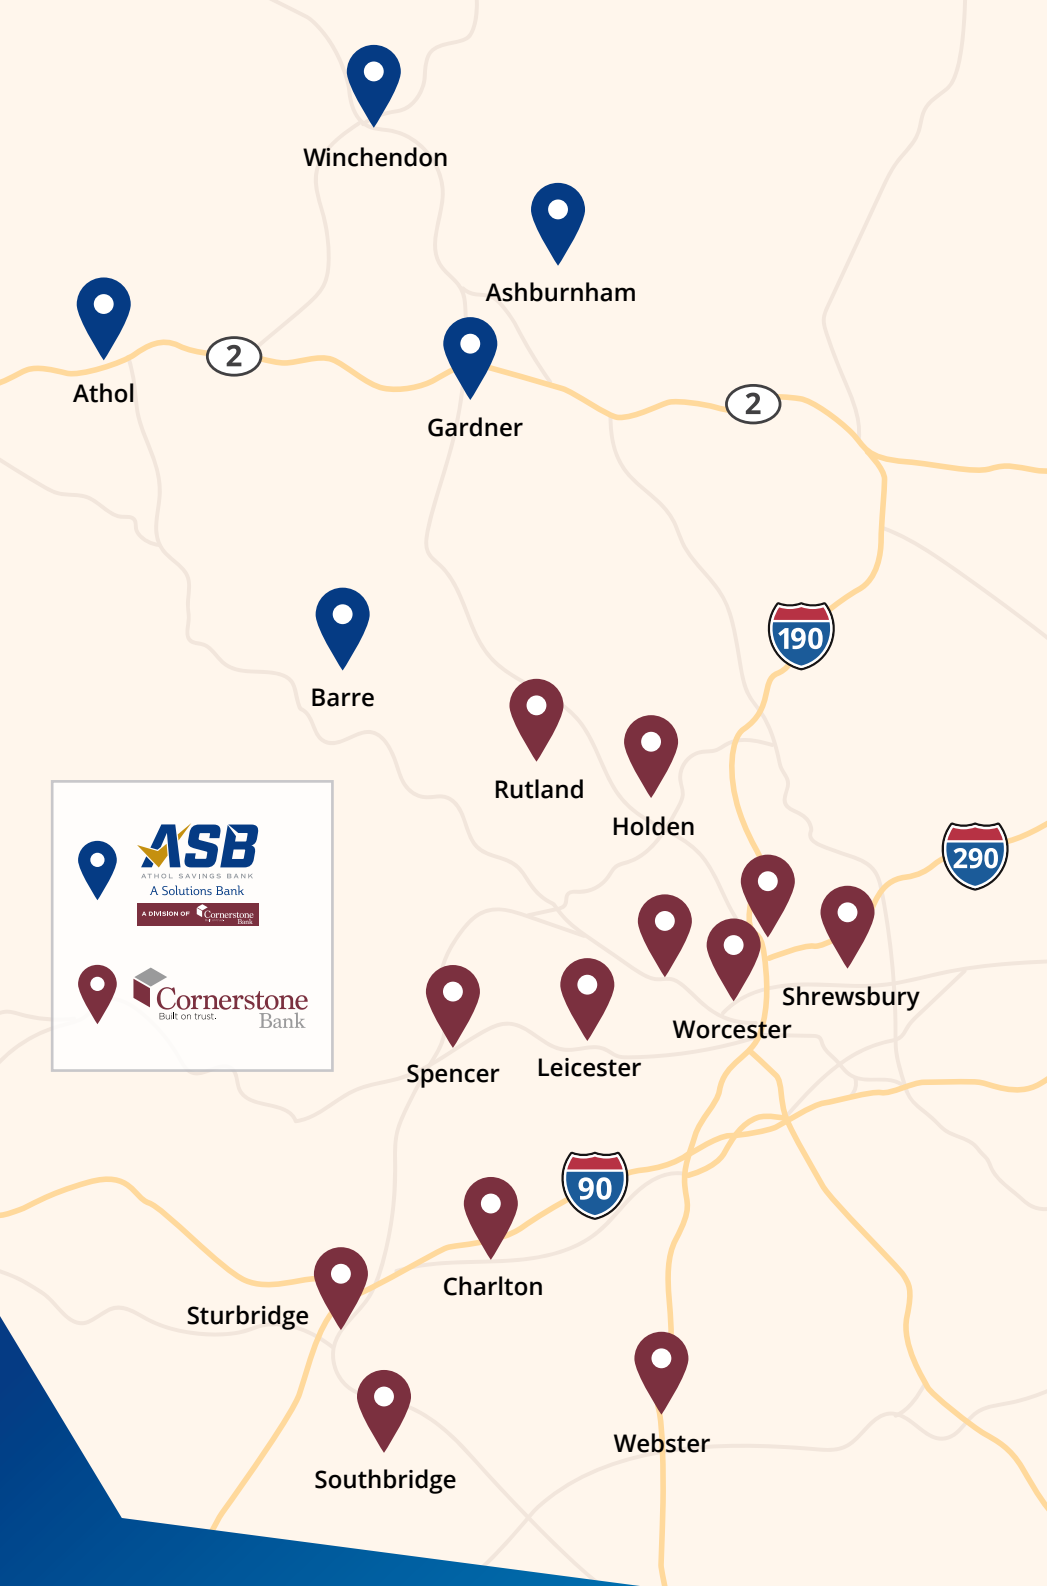 Winchendon
Ashburnham
Athol
2
Gardner
2
190
Barre
Rutland
Holden
290
ASB
ATHOL SAVINGS BANK
A Solutions Bank
A DIVISION OF Cornerstone Bank
Cornerstone
Built on trust.
Bank
Shrewsbury
Worcester
Leicester
Spencer
90
Charlton
Sturbridge
Webster
Southbridge